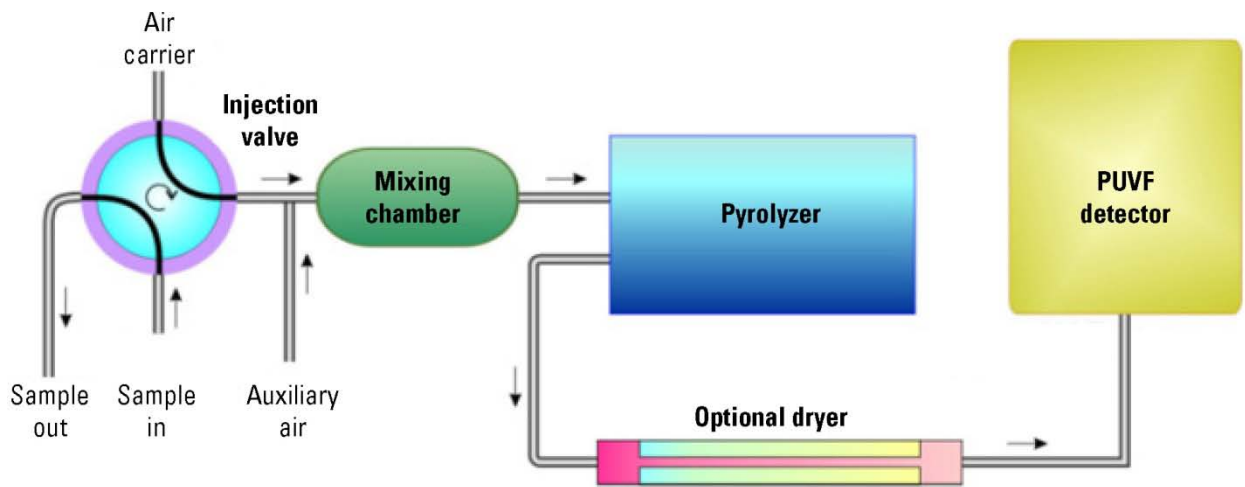 Air
carrier
Injection
valve
Mixing
chamber
Pyrolyzer
PUVF
detector
Sample
out
Sample
in
Auxiliary
air
Optional dryer